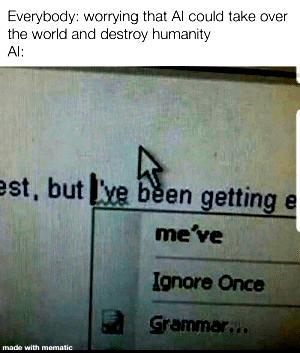 Everybody: worrying that AI could take over
the world and destroy humanity
AI:
est, but I've been getting e
me've
Ignore Once
Grammar...
made with mematic